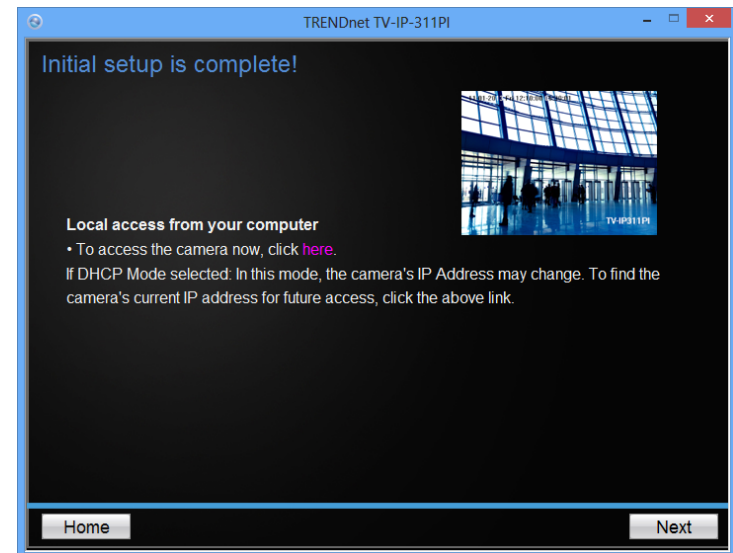 TRENDnet TV-IP-311PI
Initial setup is complete!
TV-IP311PI
Local access from your computer
• To access the camera now, click here.
If DHCP Mode selected: In this mode, the camera's IP Address may change. To find the
camera's current IP address for future access, click the above link.
Home
Next